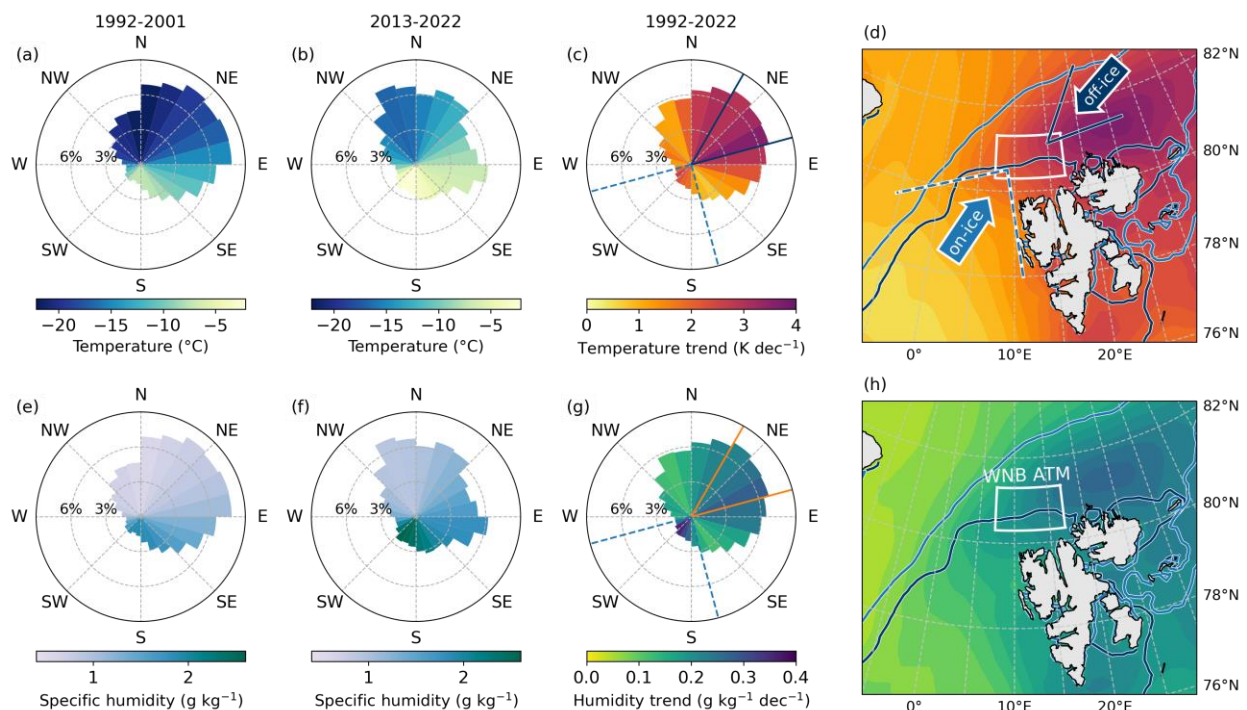 1992-2001
2013-2022
1992-2022
(a)
N
NW
NE
W
6%
3%
E
SW
SE
S
−20
−15
−10
−5
Temperature (°C)
(b)
N
NW
NE
W
6%
3%
E
SW
SE
S
−20
−15
−10
−5
Temperature (°C)
(c)
N
NW
NE
W
6%
3%
E
SW
SE
S
0
1
2
3
4
Temperature trend (K dec⁻¹)
(d)
off-ice
on-ice
82°N
80°N
78°N
76°N
0°
10°E
20°E
(e)
N
NW
NE
W
6%
3%
E
SW
SE
S
1
2
Specific humidity (g kg⁻¹)
(f)
N
NW
NE
W
6%
3%
E
SW
SE
S
1
2
Specific humidity (g kg⁻¹)
(g)
N
NW
NE
W
6%
3%
E
SW
SE
S
0.0
0.1
0.2
0.3
0.4
Humidity trend (g kg⁻¹ dec⁻¹)
(h)
WNB ATM
82°N
80°N
78°N
76°N
0°
10°E
20°E